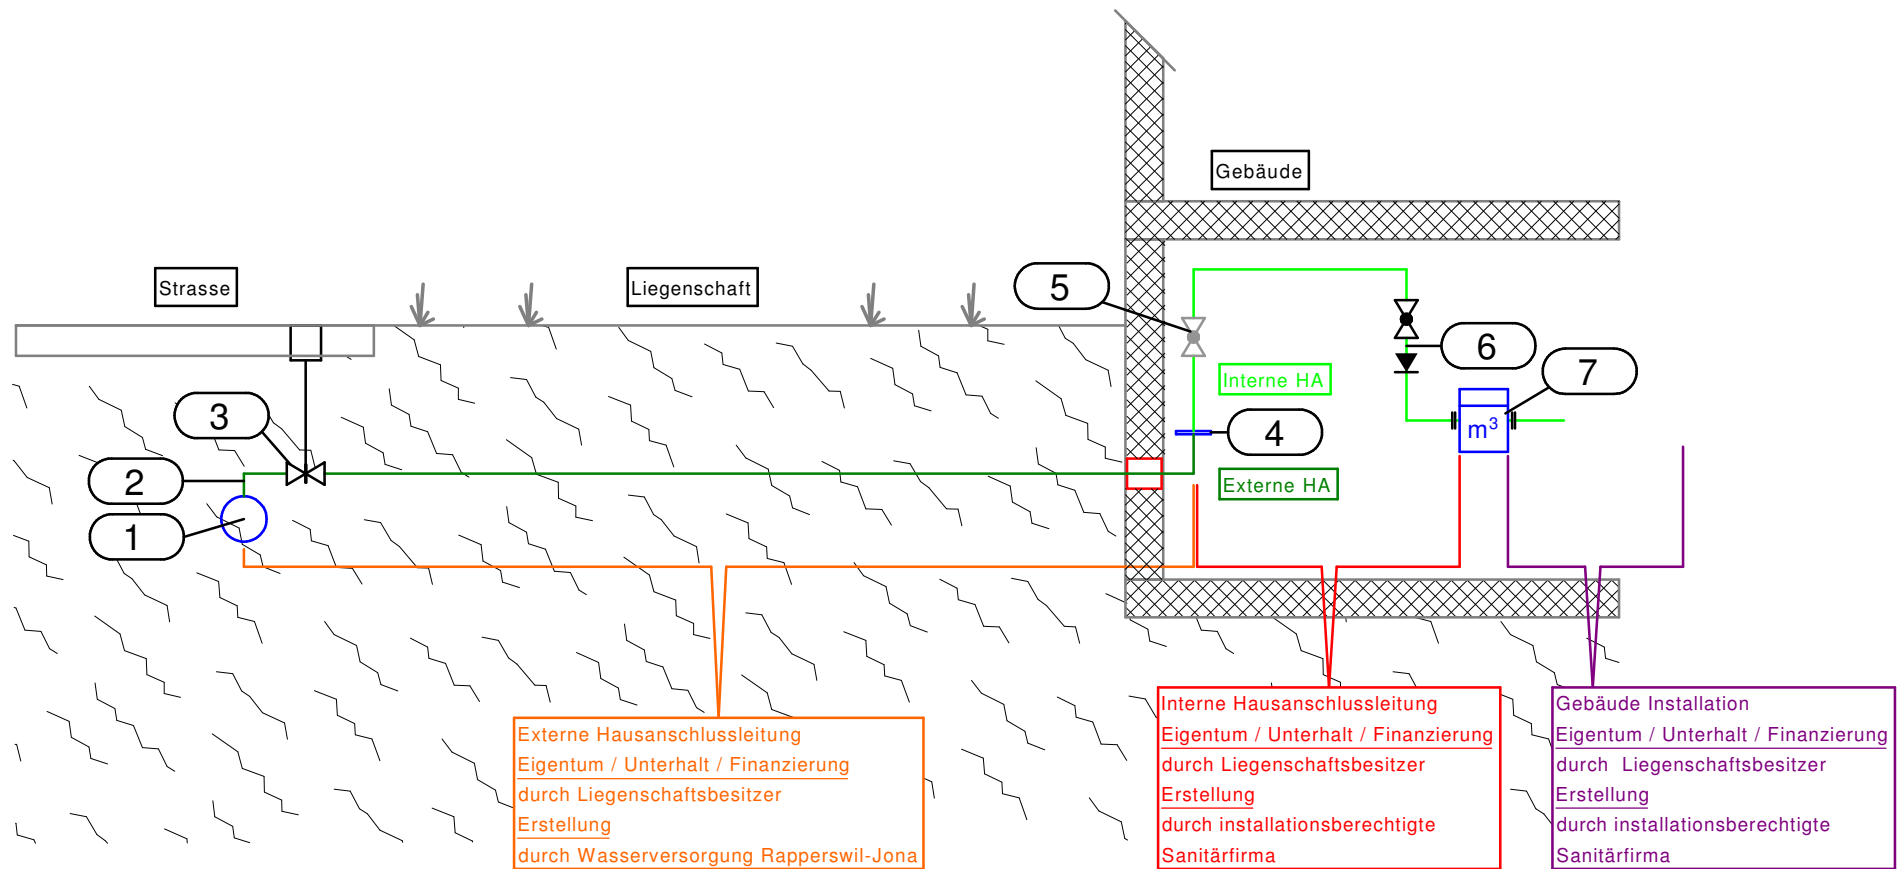 Gebäude
Strasse
Liegenschaft
5
6
7
3
Interne HA
4
m³
2
Externe HA
1
Externe Hausanschlussleitung
Eigentum / Unterhalt / Finanzierung
durch Liegenschaftsbesitzer
Erstellung
durch Wasserversorgung Rapperswil-Jona
Interne Hausanschlussleitung
Eigentum / Unterhalt / Finanzierung
durch Liegenschaftsbesitzer
Erstellung
durch installationsberechtigte
Sanitärfirma
Gebäude Installation
Eigentum / Unterhalt / Finanzierung
durch Liegenschaftsbesitzer
Erstellung
durch installationsberechtigte
Sanitärfirma